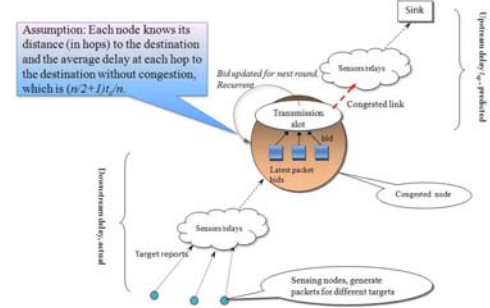 Assumption: Each node knows its
distance (in hops) to the destination
and the average delay at each hop to
the destination without congestion,
which is (n/2+1)tᵣ/n.
Sink
Sensors/relays
Bid updated for next round,
Recurrent
Congested link
Transmission
slot
bid
Latest packet
bids
Congested node
Sensors/relays
Target reports
Sensing nodes, generate
packets for different targets
Downstream delay, actual
Upstream delay
predicted